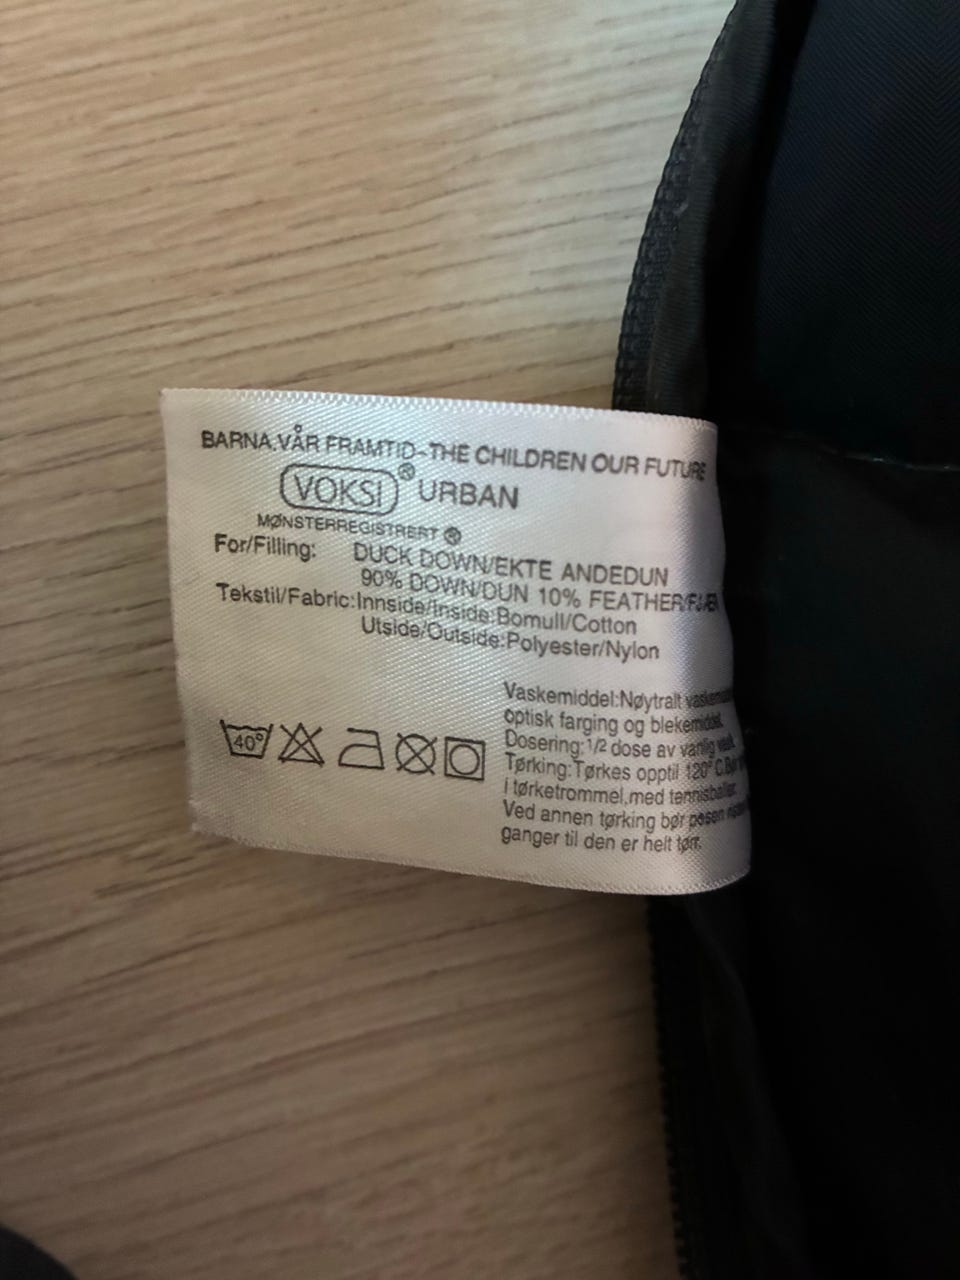 BARNA.VÅR FRAMTID-THE CHILDREN OUR FUTURE
VOKSI® URBAN
MØNSTERREGISTRERT ®
For/Filling: DUCK DOWN/EKTE ANDEDUN
90% DOWN/DUN 10% FEATHER/FJÆR
Tekstil/Fabric:Innside/Inside:Bomull/Cotton
Utside/Outside:Polyester/Nylon
40°
Vaskemiddel:Nøytralt
optisk farging og blekemiddel.
Dosering:1/2 dose av vanlig
Tørking:Tørkes opptil 120° C.
i tørketrommel,med tennisballer.
Ved annen tørking bør posen
ganger til den er helt tørr.